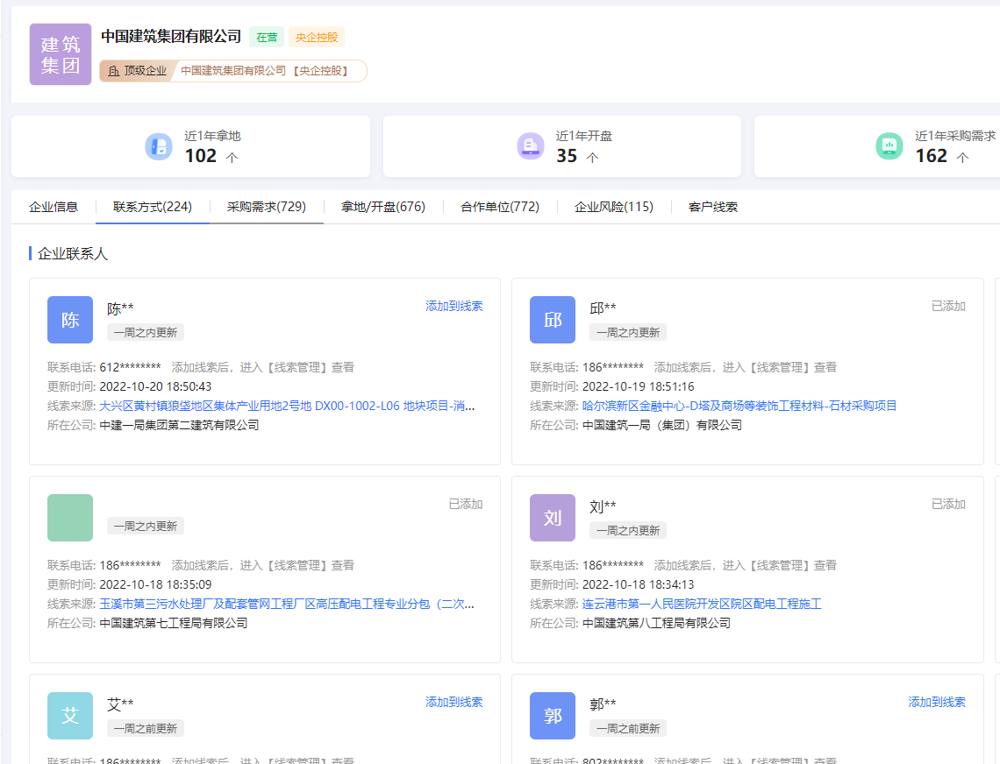 建筑
集团
中国建筑集团有限公司 在营 央企控股
顶级企业 中国建筑集团有限公司 【央企控股】
近1年拿地
102 个
近1年开盘
35 个
近1年采购需求
162 个
企业信息 联系方式(224) 采购需求(729) 拿地/开盘(676) 合作单位(772) 企业风险(115) 客户线索
企业联系人
陈 陈** 添加到线索
一周之内更新
联系电话: 612******** 添加线索后，进入【线索管理】查看
更新时间: 2022-10-20 18:50:43
线索来源: 大兴区黄村镇狼垡地区集体产业用地2号地 DX00-1002-L06 地块项目-消...
所在公司: 中建一局集团第二建筑有限公司
邱 邱** 已添加
一周之内更新
联系电话: 186******** 添加线索后，进入【线索管理】查看
更新时间: 2022-10-19 18:51:16
线索来源: 哈尔滨新区金融中心-D塔及商场等装饰工程材料-石材采购项目
所在公司: 中国建筑一局（集团）有限公司
已添加
一周之内更新
联系电话: 186******** 添加线索后，进入【线索管理】查看
更新时间: 2022-10-18 18:35:09
线索来源: 玉溪市第三污水处理厂及配套管网工程厂区高压配电工程专业分包（二次...
所在公司: 中国建筑第七工程局有限公司
刘 刘** 已添加
一周之内更新
联系电话: 186******** 添加线索后，进入【线索管理】查看
更新时间: 2022-10-18 18:34:13
线索来源: 连云港市第一人民医院开发区院区配电工程施工
所在公司: 中国建筑第八工程局有限公司
艾 艾** 添加到线索
一周之前更新
联系电话: 186******** 添加线索后，进入【线索管理】查看
郭 郭** 添加到线索
一周之前更新
联系电话: 802******** 添加线索后，进入【线索管理】查看